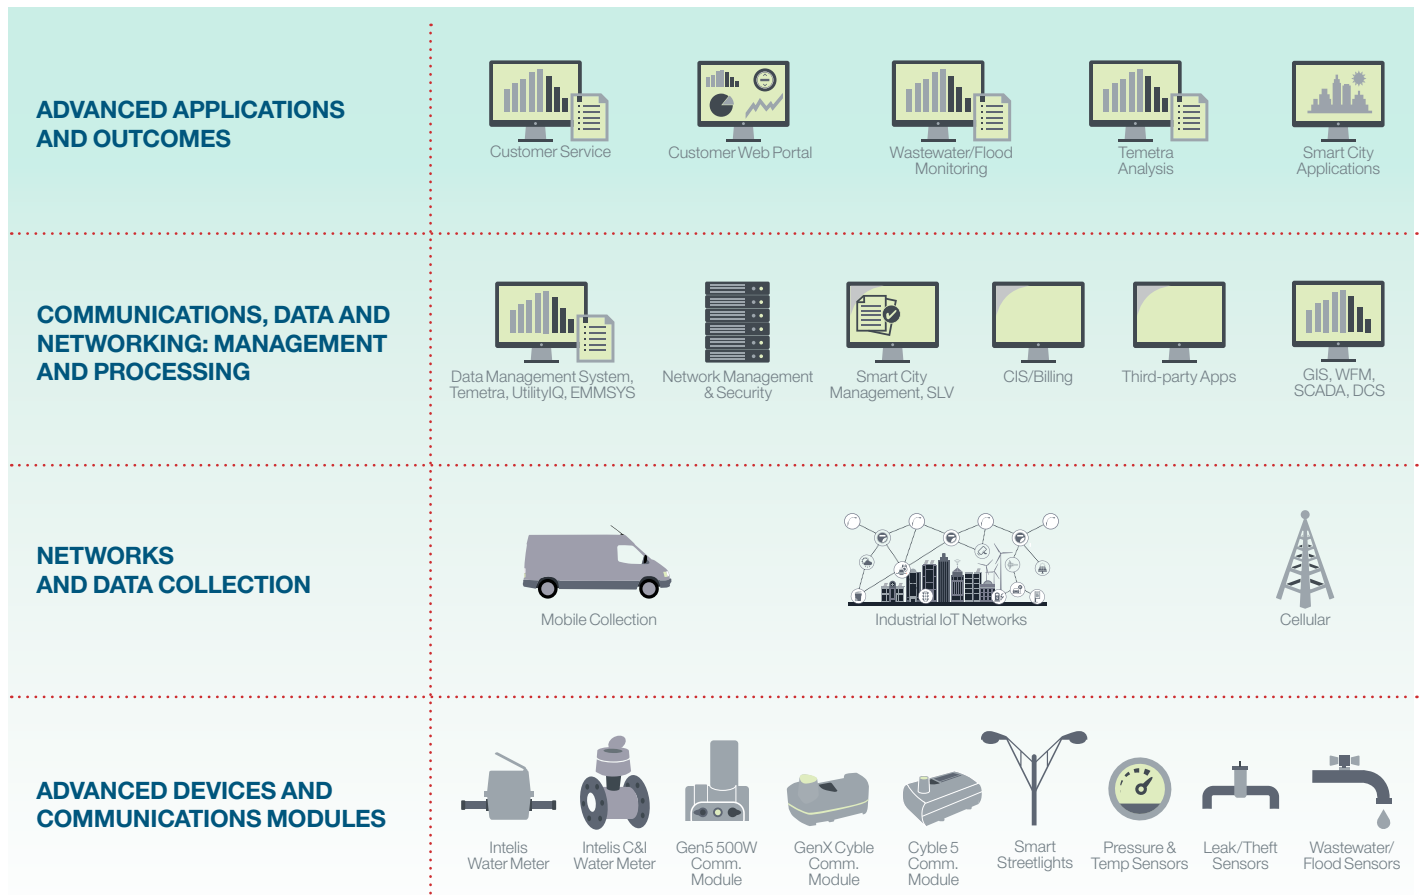 ADVANCED APPLICATIONS
AND OUTCOMES
Customer Service
Customer Web Portal
Wastewater/Flood
Monitoring
Temetra
Analysis
Smart City
Applications
COMMUNICATIONS, DATA AND
NETWORKING: MANAGEMENT
AND PROCESSING
Data Management System,
Temetra, UtilityIQ, EMMSYS
Network Management
& Security
Smart City
Management, SLV
CIS/Billing
Third-party Apps
GIS, WFM,
SCADA, DCS
NETWORKS
AND DATA COLLECTION
Mobile Collection
Industrial IoT Networks
Cellular
ADVANCED DEVICES AND
COMMUNICATIONS MODULES
Intelis
Water Meter
Intelis C&I
Water Meter
Gen5 500W
Comm.
Module
GenX Cyble
Comm.
Module
Cyble 5
Comm.
Module
Smart
Streetlights
Pressure &
Temp Sensors
Leak/Theft
Sensors
Wastewater/
Flood Sensors